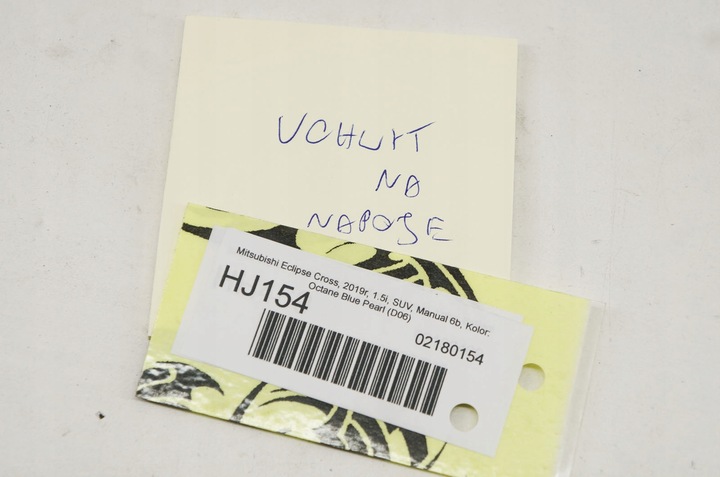 UCHWYT
NA
NAPOJE
Mitsubishi Eclipse Cross, 2019r, 1.5i, SUV, Manual 6b, Kolor:
Octane Blue Pearl (D06)
HJ154
02180154